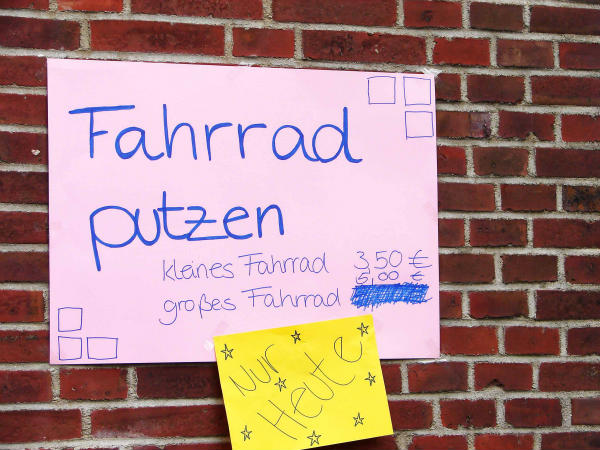 Fahrrad
putzen
kleines Fahrrad 3,50 €
5,00 €
großes Fahrrad
Nur
Heute